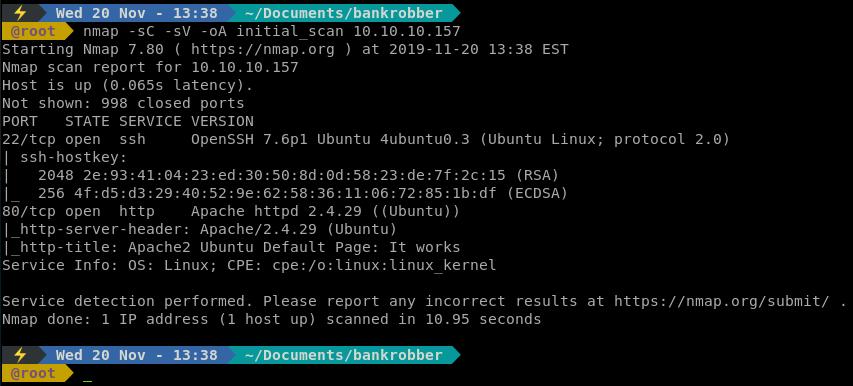 ⚡ Wed 20 Nov - 13:38 ~/Documents/bankrobber
@root nmap -sC -sV -oA initial_scan 10.10.10.157
Starting Nmap 7.80 ( https://nmap.org ) at 2019-11-20 13:38 EST
Nmap scan report for 10.10.10.157
Host is up (0.065s latency).
Not shown: 998 closed ports
PORT   STATE SERVICE VERSION
22/tcp open  ssh     OpenSSH 7.6p1 Ubuntu 4ubuntu0.3 (Ubuntu Linux; protocol 2.0)
| ssh-hostkey:
|   2048 2e:93:41:04:23:ed:30:50:8d:0d:58:23:de:7f:2c:15 (RSA)
|_  256 4f:d5:d3:29:40:52:9e:62:58:36:11:06:72:85:1b:df (ECDSA)
80/tcp open  http    Apache httpd 2.4.29 ((Ubuntu))
|_http-server-header: Apache/2.4.29 (Ubuntu)
|_http-title: Apache2 Ubuntu Default Page: It works
Service Info: OS: Linux; CPE: cpe:/o:linux:linux_kernel
Service detection performed. Please report any incorrect results at https://nmap.org/submit/ .
Nmap done: 1 IP address (1 host up) scanned in 10.95 seconds
⚡ Wed 20 Nov - 13:38 ~/Documents/bankrobber
@root _